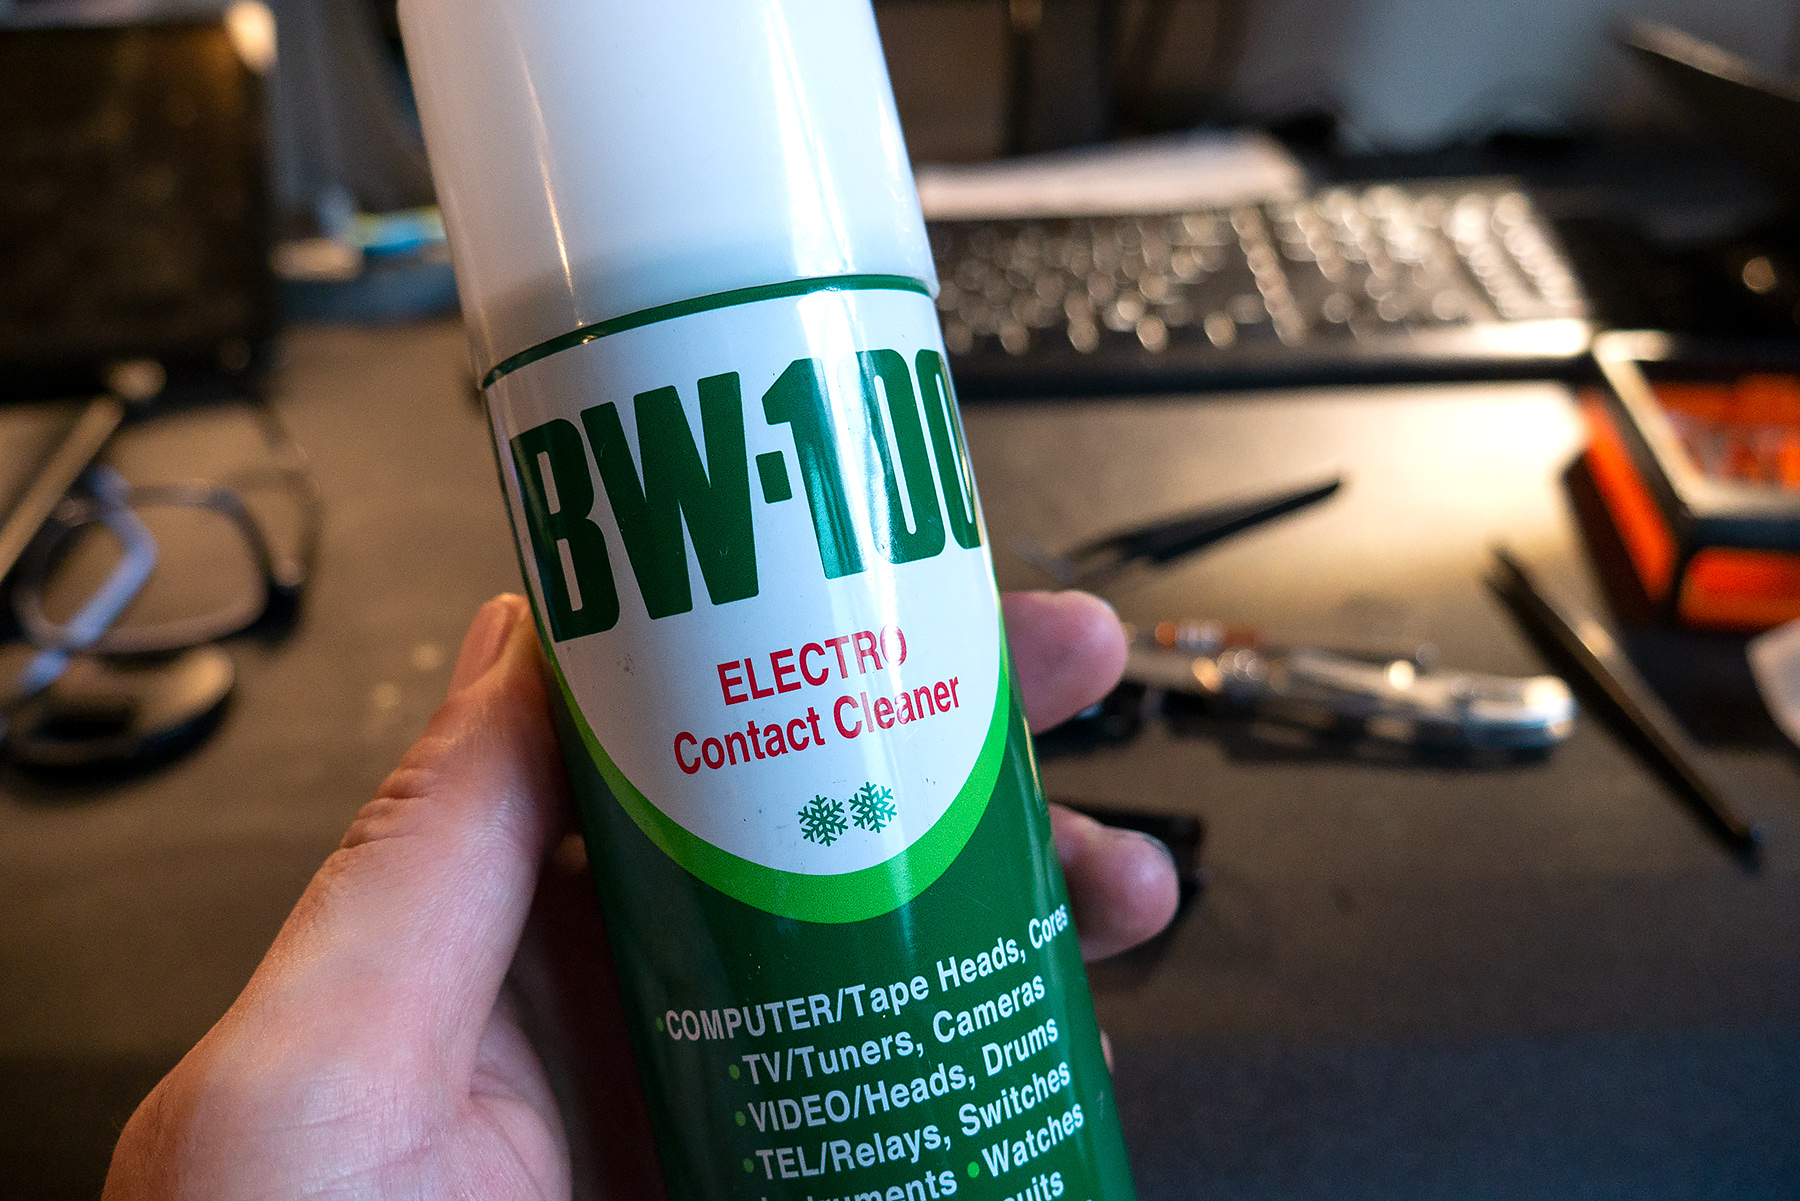 BW-100
ELECTRO
Contact Cleaner
•COMPUTER/Tape Heads, Cores
•TV/Tuners, Cameras
•VIDEO/Heads, Drums
•TEL/Relays, Switches
•Watches